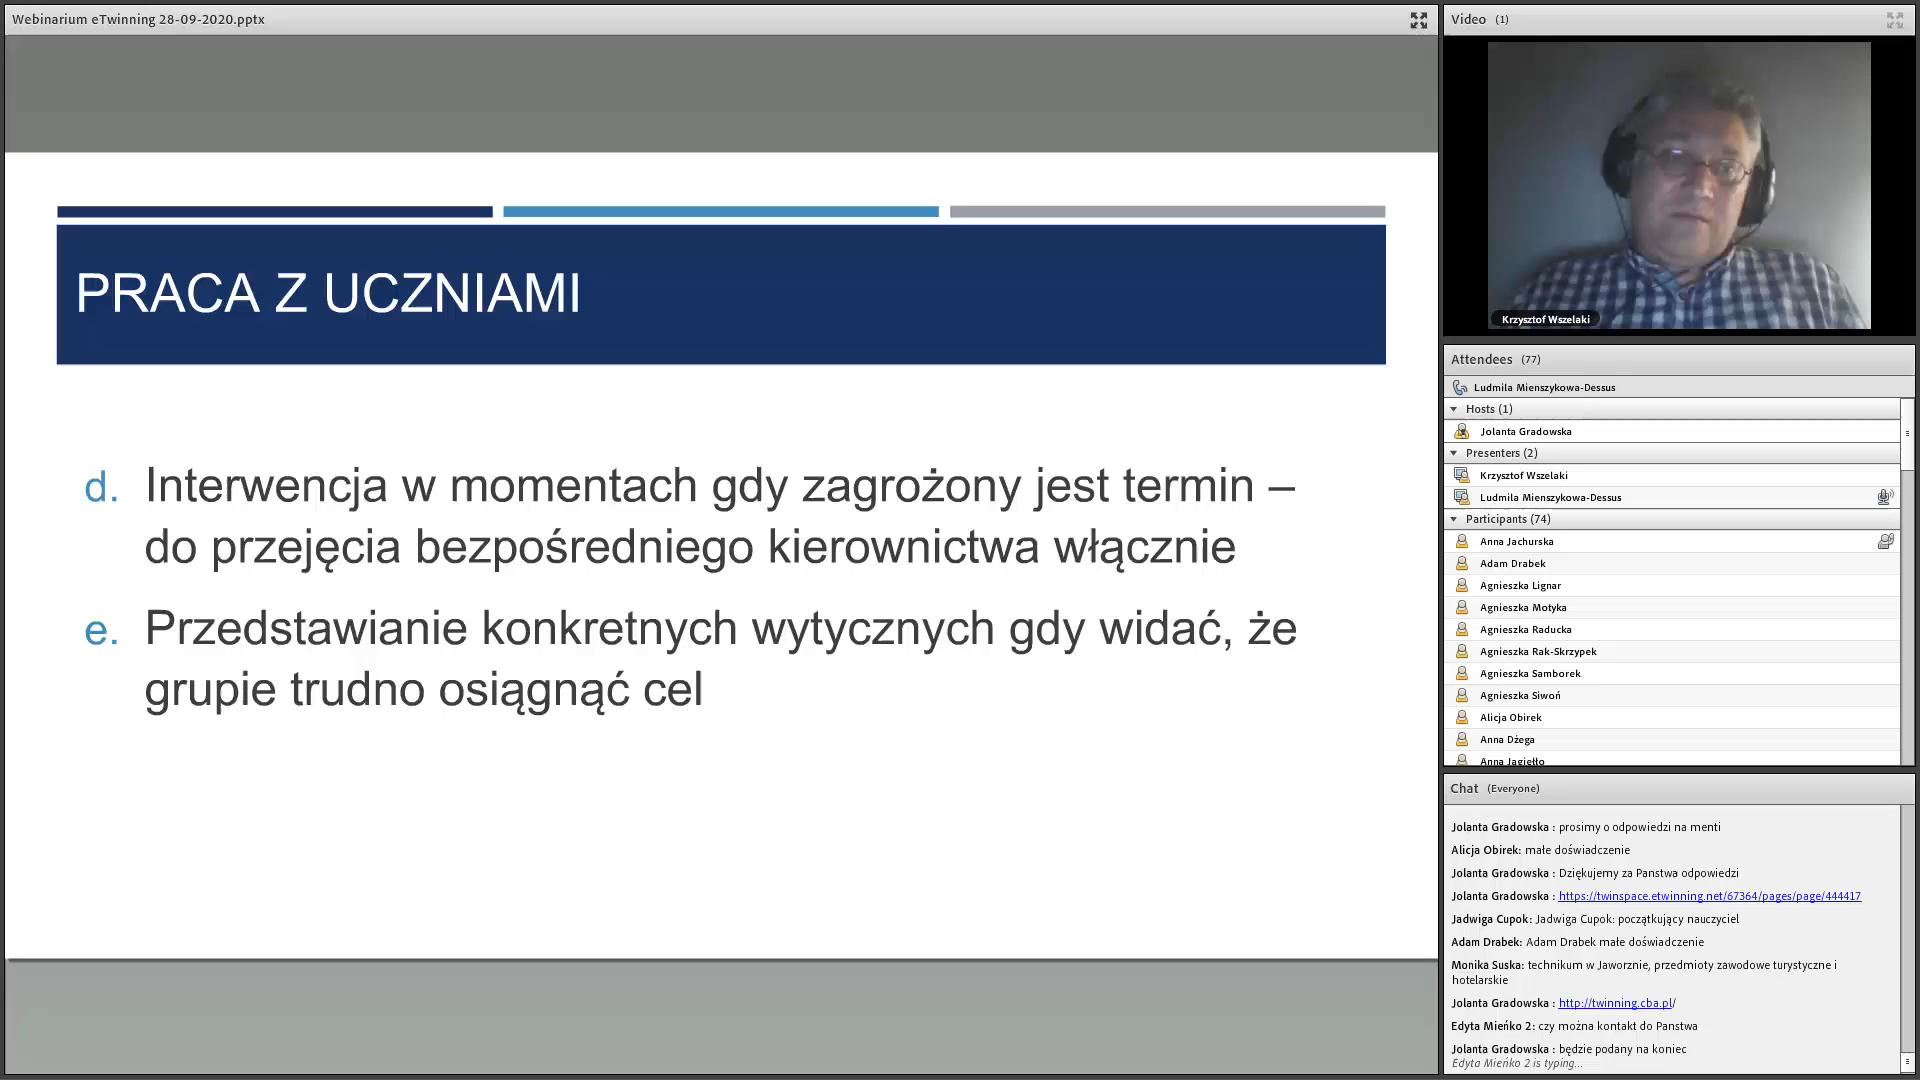 Webinarium eTwinning 28-09-2020.pptx
PRACA Z UCZNIAMI
d. Interwencja w momentach gdy zagrożony jest termin –
do przejęcia bezpośredniego kierownictwa włącznie
e. Przedstawianie konkretnych wytycznych gdy widać, że
grupie trudno osiągnąć cel
Video (1)
Krzysztof Wszelaki
Attendees (77)
Ludmila Mienszykowa-Dessus
Hosts (1)
Jolanta Gradowska
Presenters (2)
Krzysztof Wszelaki
Ludmila Mienszykowa-Dessus
Participants (74)
Anna Jachurska
Adam Drabek
Agnieszka Lignar
Agnieszka Motyka
Agnieszka Raducka
Agnieszka Rak-Skrzypek
Agnieszka Samborek
Agnieszka Siwoń
Alicja Obirek
Anna Dżega
Anna Jagiełło
Chat (Everyone)
Jolanta Gradowska : prosimy o odpowiedzi na menti
Alicja Obirek: małe doświadczenie
Jolanta Gradowska : Dziękujemy za Panstwa odpowiedzi
Jolanta Gradowska : https://twinspace.etwinning.net/67364/pages/page/444417
Jadwiga Cupok: Jadwiga Cupok: początkujący nauczyciel
Adam Drabek: Adam Drabek małe doświadczenie
Monika Suska: technikum w Jaworznie, przedmioty zawodowe turystyczne i
hotelarskie
Jolanta Gradowska : http://twinning.cba.pl/
Edyta Mieńko 2: czy można kontakt do Panstwa
Jolanta Gradowska : będzie podany na koniec
Edyta Mieńko 2 is typing...